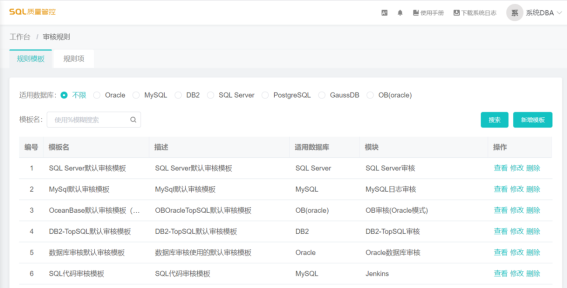 SQL质量管控
使用手册 下载系统日志 系 系统DBA
工作台 / 审核规则
规则模板 规则项
适用数据库: 不限 Oracle MySQL DB2 SQL Server PostgreSQL GaussDB OB(oracle)
模板名: 使用%模糊搜索 搜索 新增模板
编号 模板名 描述 适用数据库 模块 操作
1 SQL Server默认审核模板 SQL Server默认审核模板 SQL Server SQL Server审核 查看 修改 删除
2 MySql默认审核模板 MySql默认审核模板 MySQL MySQL日志审核 查看 修改 删除
3 OceanBase默认审核模板（... OBOracleTopSQL默认审核模板 OB(oracle) OB审核(Oracle模式) 查看 修改 删除
4 DB2-TopSQL默认审核模板 DB2-TopSQL默认审核模板 DB2 DB2-TopSQL审核 查看 修改 删除
5 数据库审核默认审核模板 数据库审核使用的默认审核模板 Oracle Oracle数据库审核 查看 修改 删除
6 SQL代码审核模板 SQL代码审核模板 MySQL Jenkins 查看 修改 删除